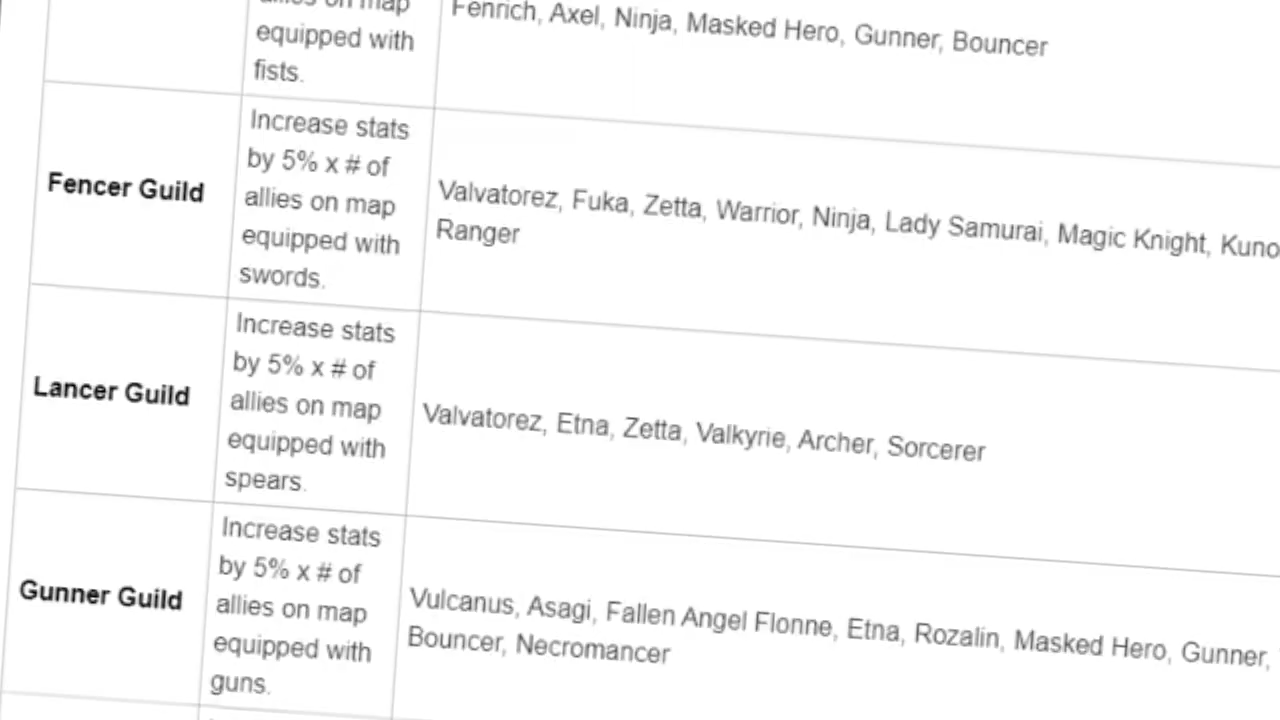 allies on map
equipped with
fists.
Fenrich, Axel, Ninja, Masked Hero, Gunner, Bouncer
Fencer Guild
Increase stats
by 5% x # of
allies on map
equipped with
swords.
Valvatorez, Fuka, Zetta, Warrior, Ninja, Lady Samurai, Magic Knight, Kuno
Ranger
Lancer Guild
Increase stats
by 5% x # of
allies on map
equipped with
spears.
Valvatorez, Etna, Zetta, Valkyrie, Archer, Sorcerer
Gunner Guild
Increase stats
by 5% x # of
allies on map
equipped with
guns.
Vulcanus, Asagi, Fallen Angel Flonne, Etna, Rozalin, Masked Hero, Gunner,
Bouncer, Necromancer